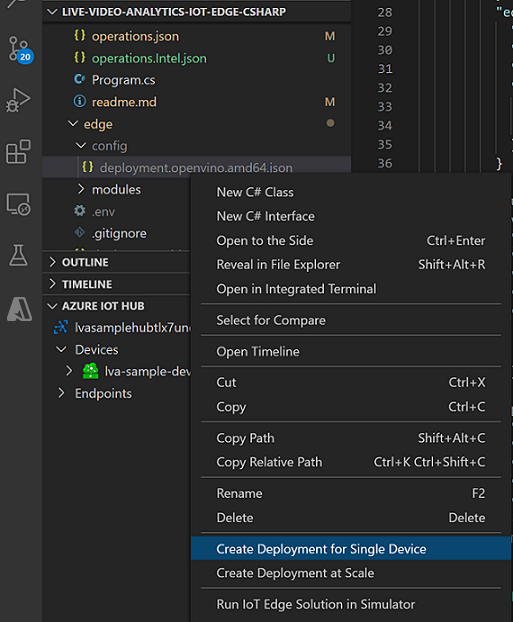 LIVE-VIDEO-ANALYTICS-IOT-EDGE-CSHARP
{} operations.json M
{} operations.Intel.json U
C# Program.cs
readme.md M
edge
config
{} deployment.openvino.amd64.json
modules
.env
.gitignore
OUTLINE
TIMELINE
AZURE IOT HUB
lvasamplehubtlx7un
Devices
lva-sample-dev
Endpoints
20
28 "ec
29
30
31
32
33
34
35
36 }
New C# Class
New C# Interface
Open to the Side Ctrl+Enter
Reveal in File Explorer Shift+Alt+R
Open in Integrated Terminal
Select for Compare
Open Timeline
Cut Ctrl+X
Copy Ctrl+C
Copy Path Shift+Alt+C
Copy Relative Path Ctrl+K Ctrl+Shift+C
Rename F2
Delete Delete
Create Deployment for Single Device
Create Deployment at Scale
Run IoT Edge Solution in Simulator